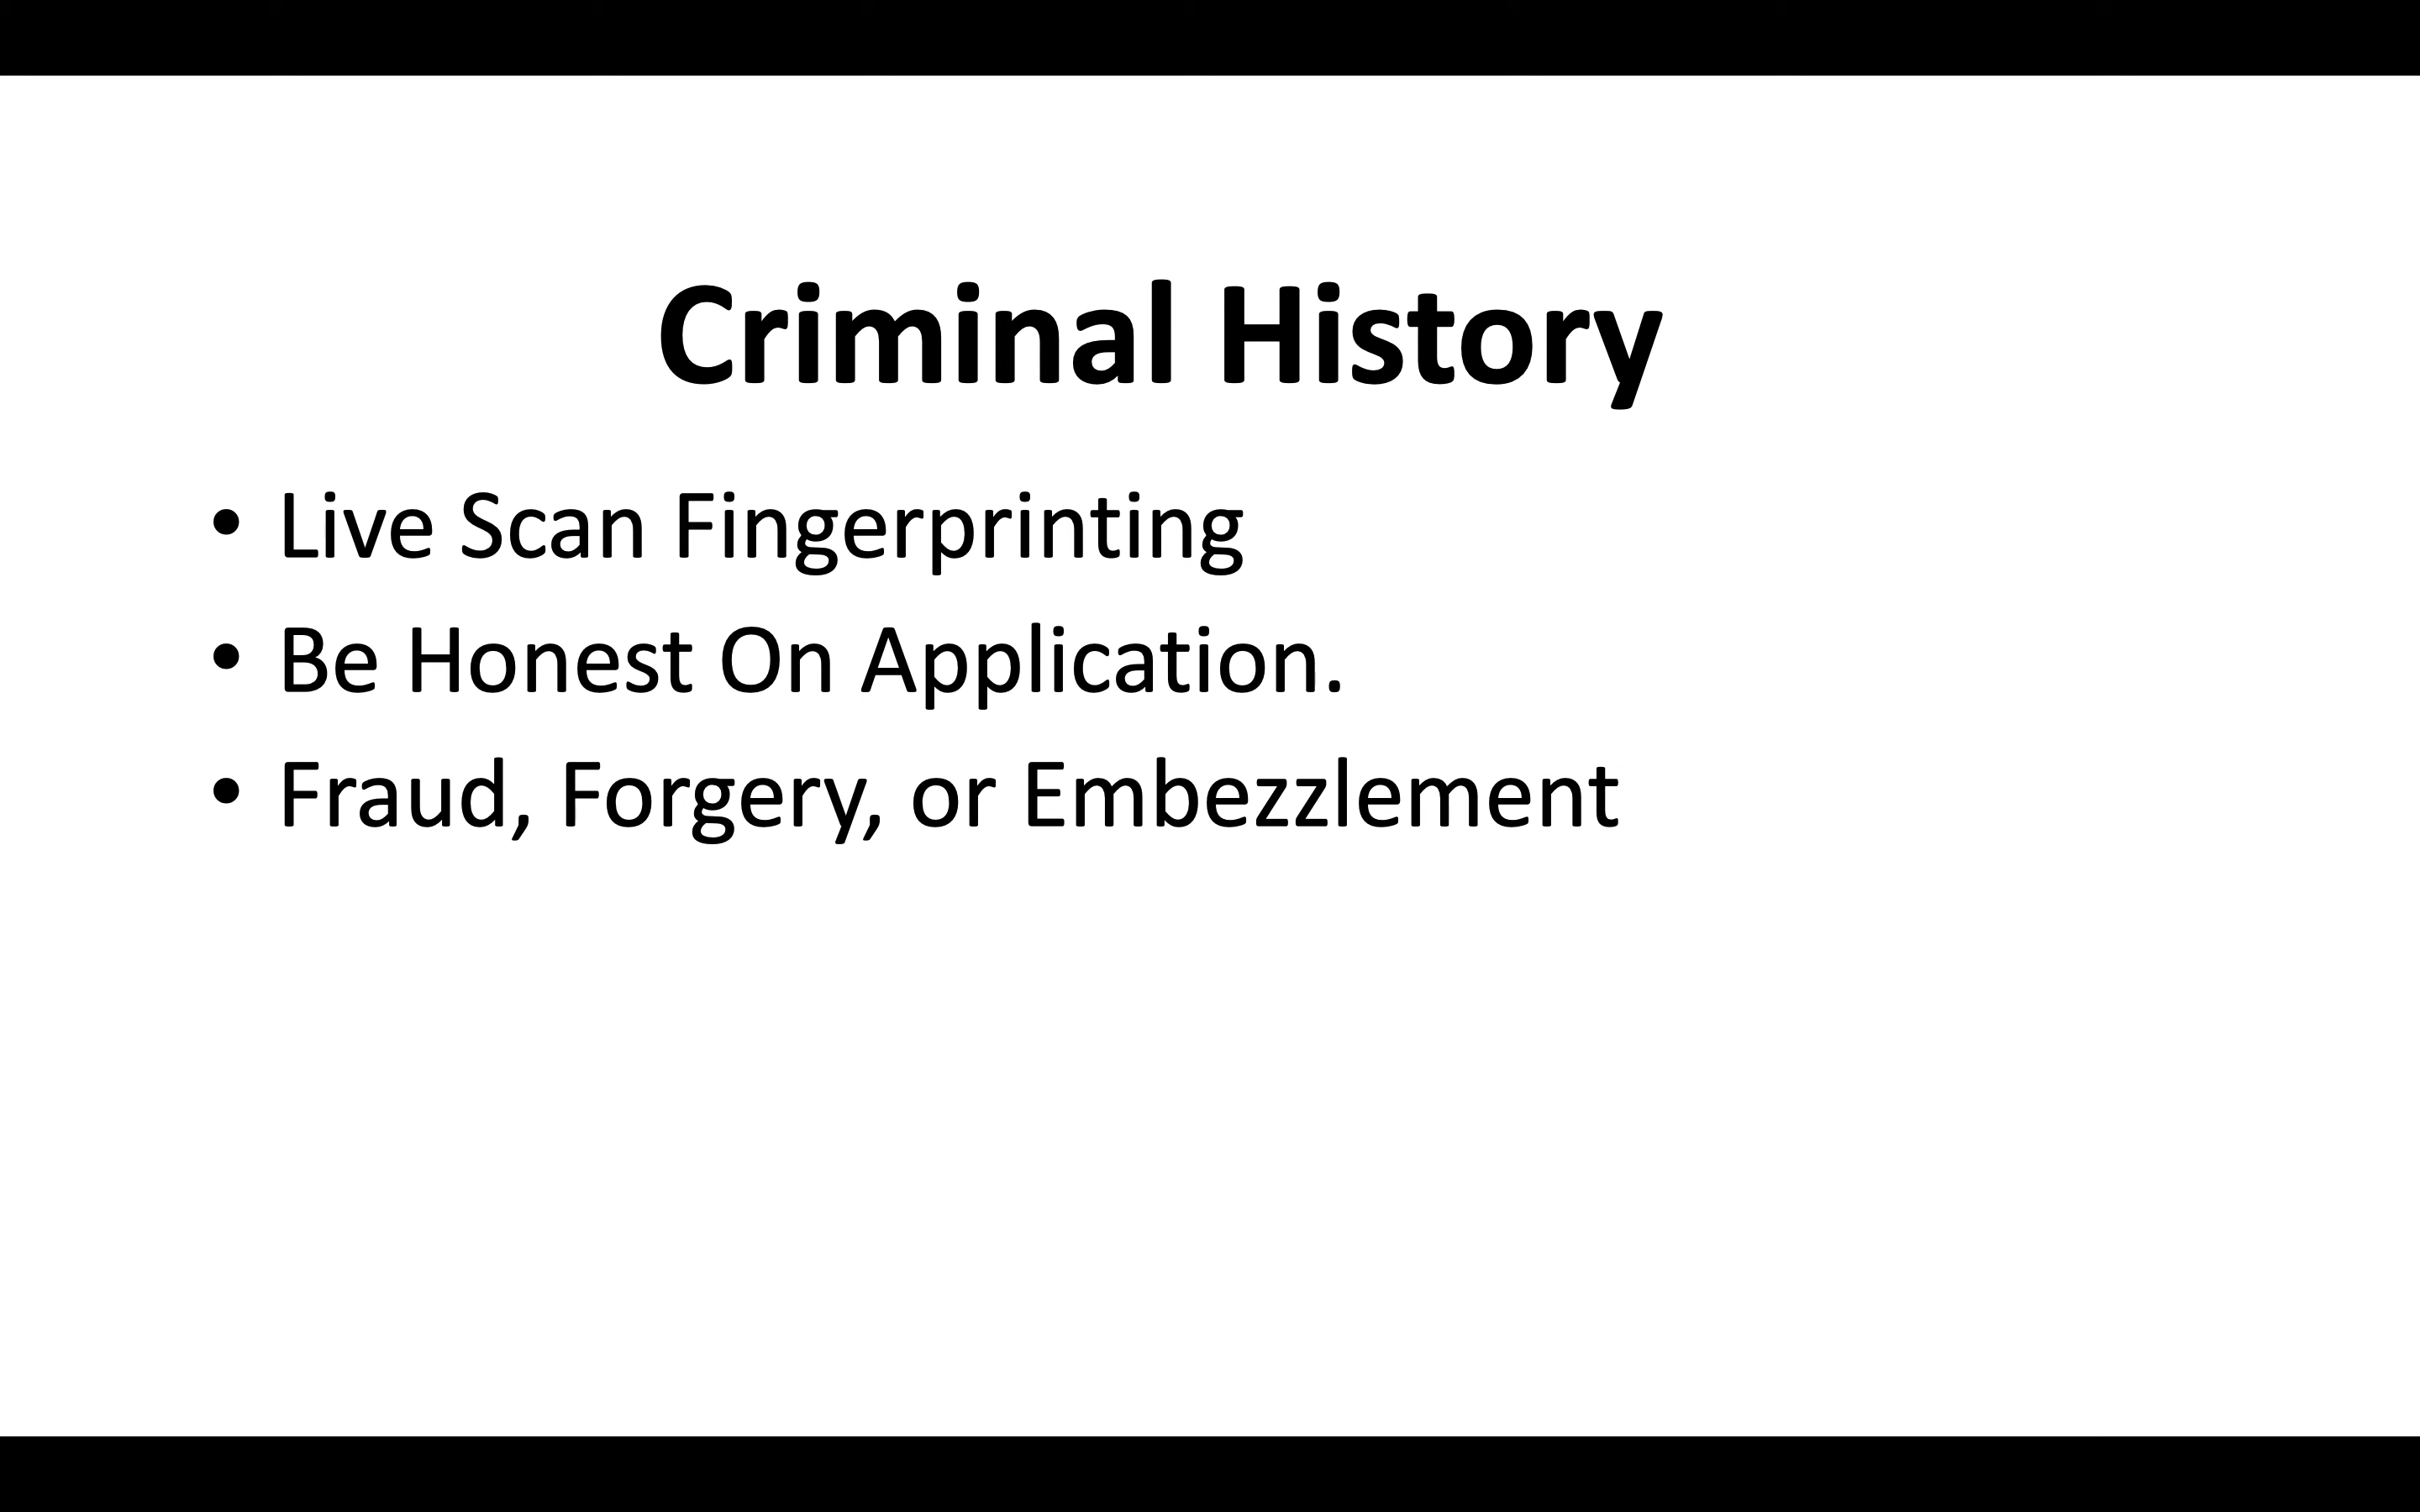 Criminal History
• Live Scan Fingerprinting
• Be Honest On Application.
• Fraud, Forgery, or Embezzlement